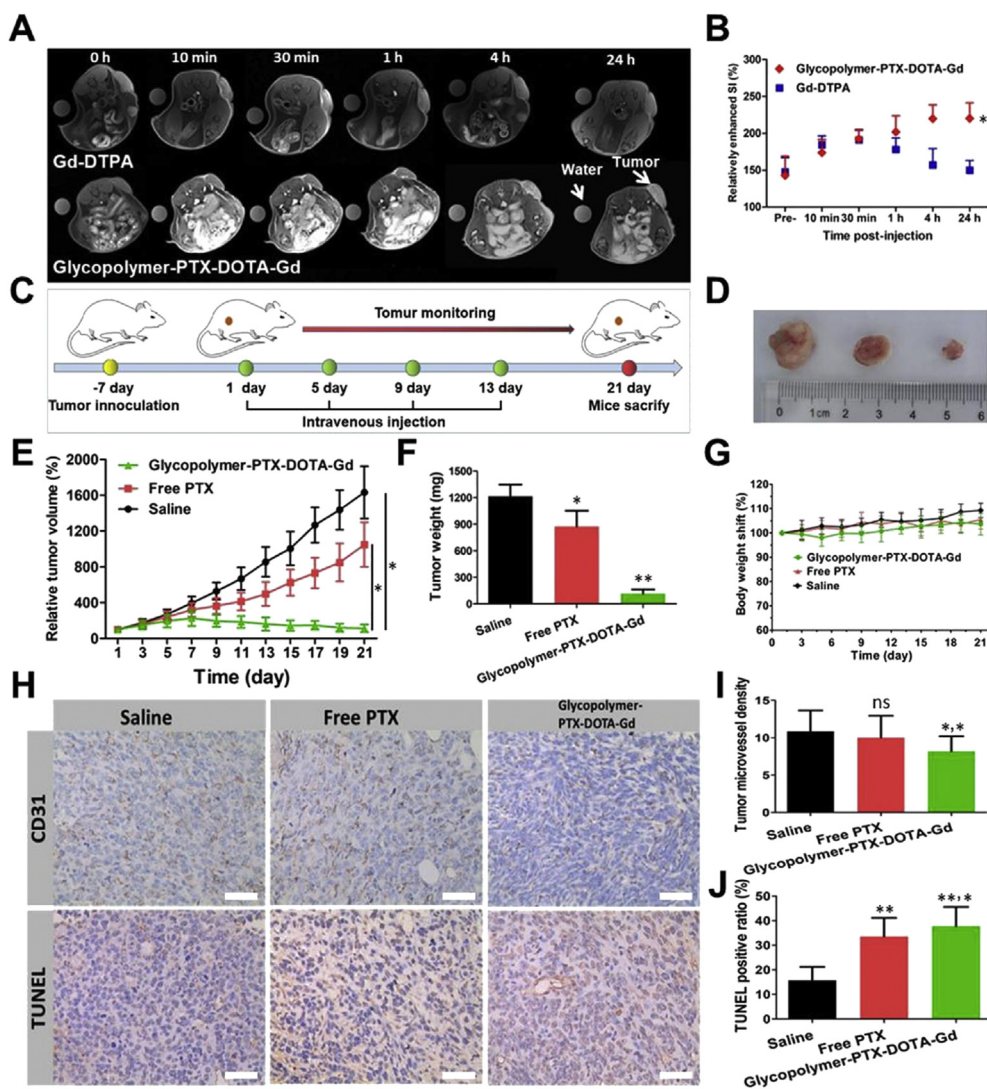 A
0 h
10 min
30 min
1 h
4 h
24 h
Gd-DTPA
Water
Tumor
Glycopolymer-PTX-DOTA-Gd
B
Glycopolymer-PTX-DOTA-Gd
Gd-DTPA
Relatively enhanced SI (%)
250
200
150
100
*
Pre-
10 min
30 min
1 h
4 h
24 h
Time post-injection
C
Tomur monitoring
-7 day
1 day
5 day
9 day
13 day
21 day
Tumor innoculation
Intravenous injection
Mice sacrify
D
0 1cm 2 3 4 5 6
E
Glycopolymer-PTX-DOTA-Gd
Free PTX
Saline
Relative tumor volume (%)
2000
1600
1200
800
400
0
*
*
1 3 5 7 9 11 13 15 17 19 21
Time (day)
F
Tumor weight (mg)
1500
1200
900
600
300
0
*
**
Saline
Free PTX
Glycopolymer-PTX-DOTA-Gd
G
Body weight shift (%)
120
110
100
90
80
70
60
Glycopolymer-PTX-DOTA-Gd
Free PTX
Saline
0 3 6 9 12 15 18 21
Time (day)
H
Saline
Free PTX
Glycopolymer-
PTX-DOTA-Gd
CD31
TUNEL
I
Tumor microvessel density
15
10
5
0
ns
*,*
Saline
Free PTX
Glycopolymer-PTX-DOTA-Gd
J
TUNEL positive ratio (%)
50
40
30
20
10
0
**
**,*
Saline
Free PTX
Glycopolymer-PTX-DOTA-Gd